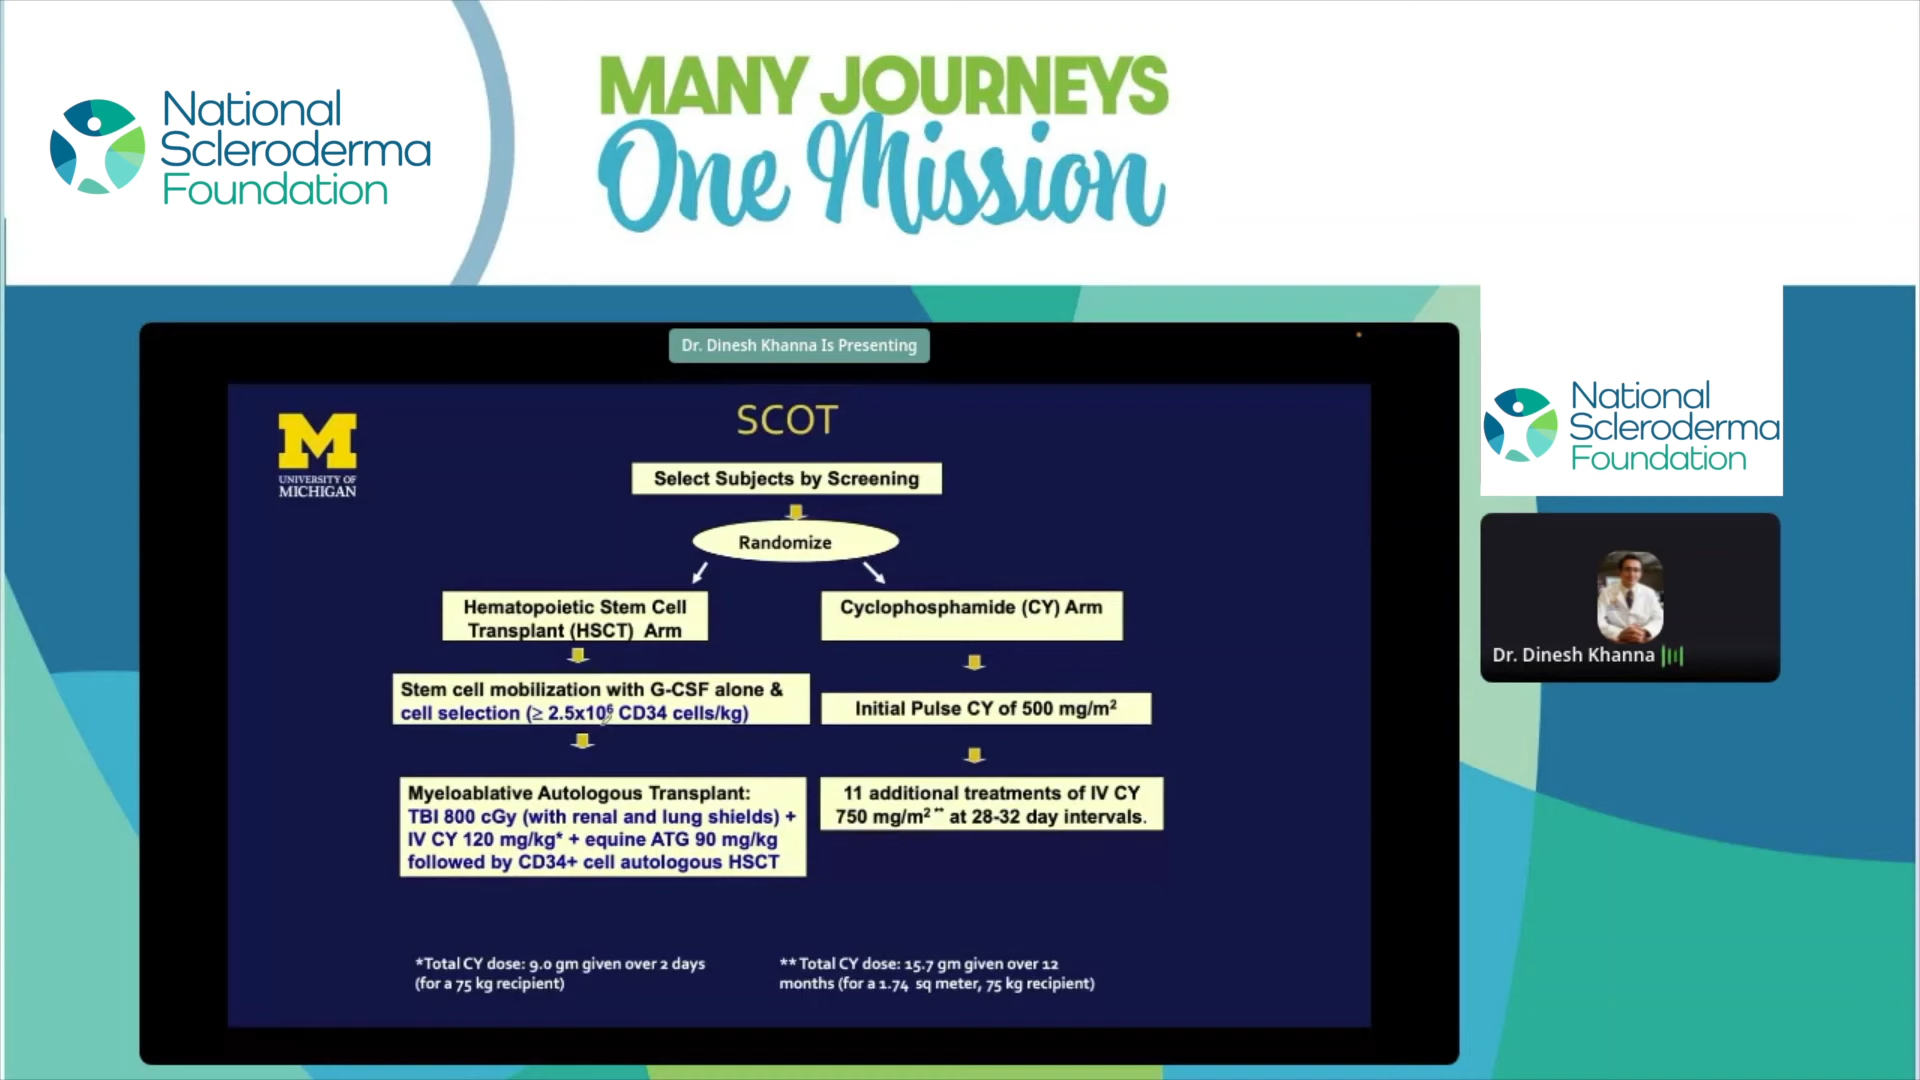 National
Scleroderma
Foundation
MANY JOURNEYS
One Mission
Dr. Dinesh Khanna Is Presenting
M
UNIVERSITY OF
MICHIGAN
SCOT
Select Subjects by Screening
Randomize
Hematopoietic Stem Cell
Transplant (HSCT) Arm
Cyclophosphamide (CY) Arm
Stem cell mobilization with G-CSF alone &
cell selection (≥ 2.5x10⁶ CD34 cells/kg)
Initial Pulse CY of 500 mg/m²
Myeloablative Autologous Transplant:
TBI 800 cGy (with renal and lung shields) +
IV CY 120 mg/kg* + equine ATG 90 mg/kg
followed by CD34+ cell autologous HSCT
11 additional treatments of IV CY
750 mg/m² ** at 28-32 day intervals.
*Total CY dose: 9.0 gm given over 2 days
(for a 75 kg recipient)
** Total CY dose: 15.7 gm given over 12
months (for a 1.74 sq meter, 75 kg recipient)
National
Scleroderma
Foundation
Dr. Dinesh Khanna